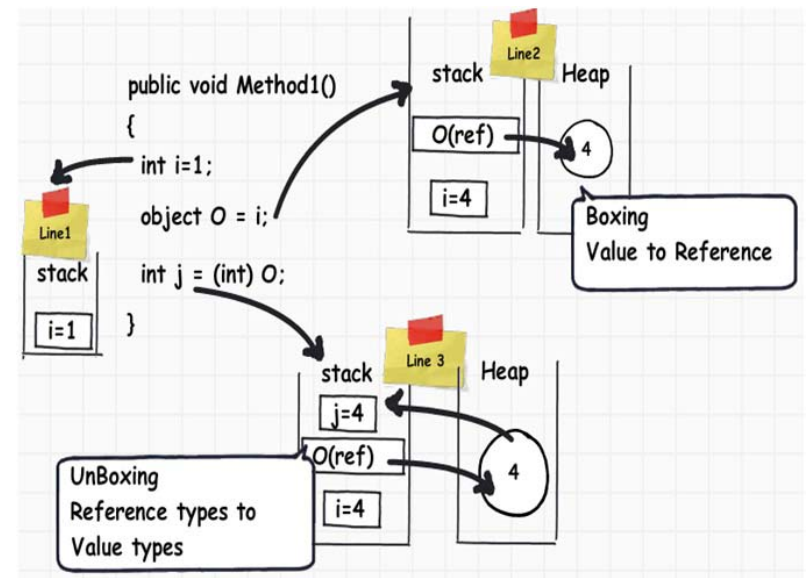 public void Method1()
{
int i=1;
object O = i;
int j = (int) O;
}
Line1
stack
i=1
Line2
stack
Heap
O(ref)
4
i=4
Boxing
Value to Reference
Line 3
stack
Heap
j=4
O(ref)
4
i=4
UnBoxing
Reference types to
Value types